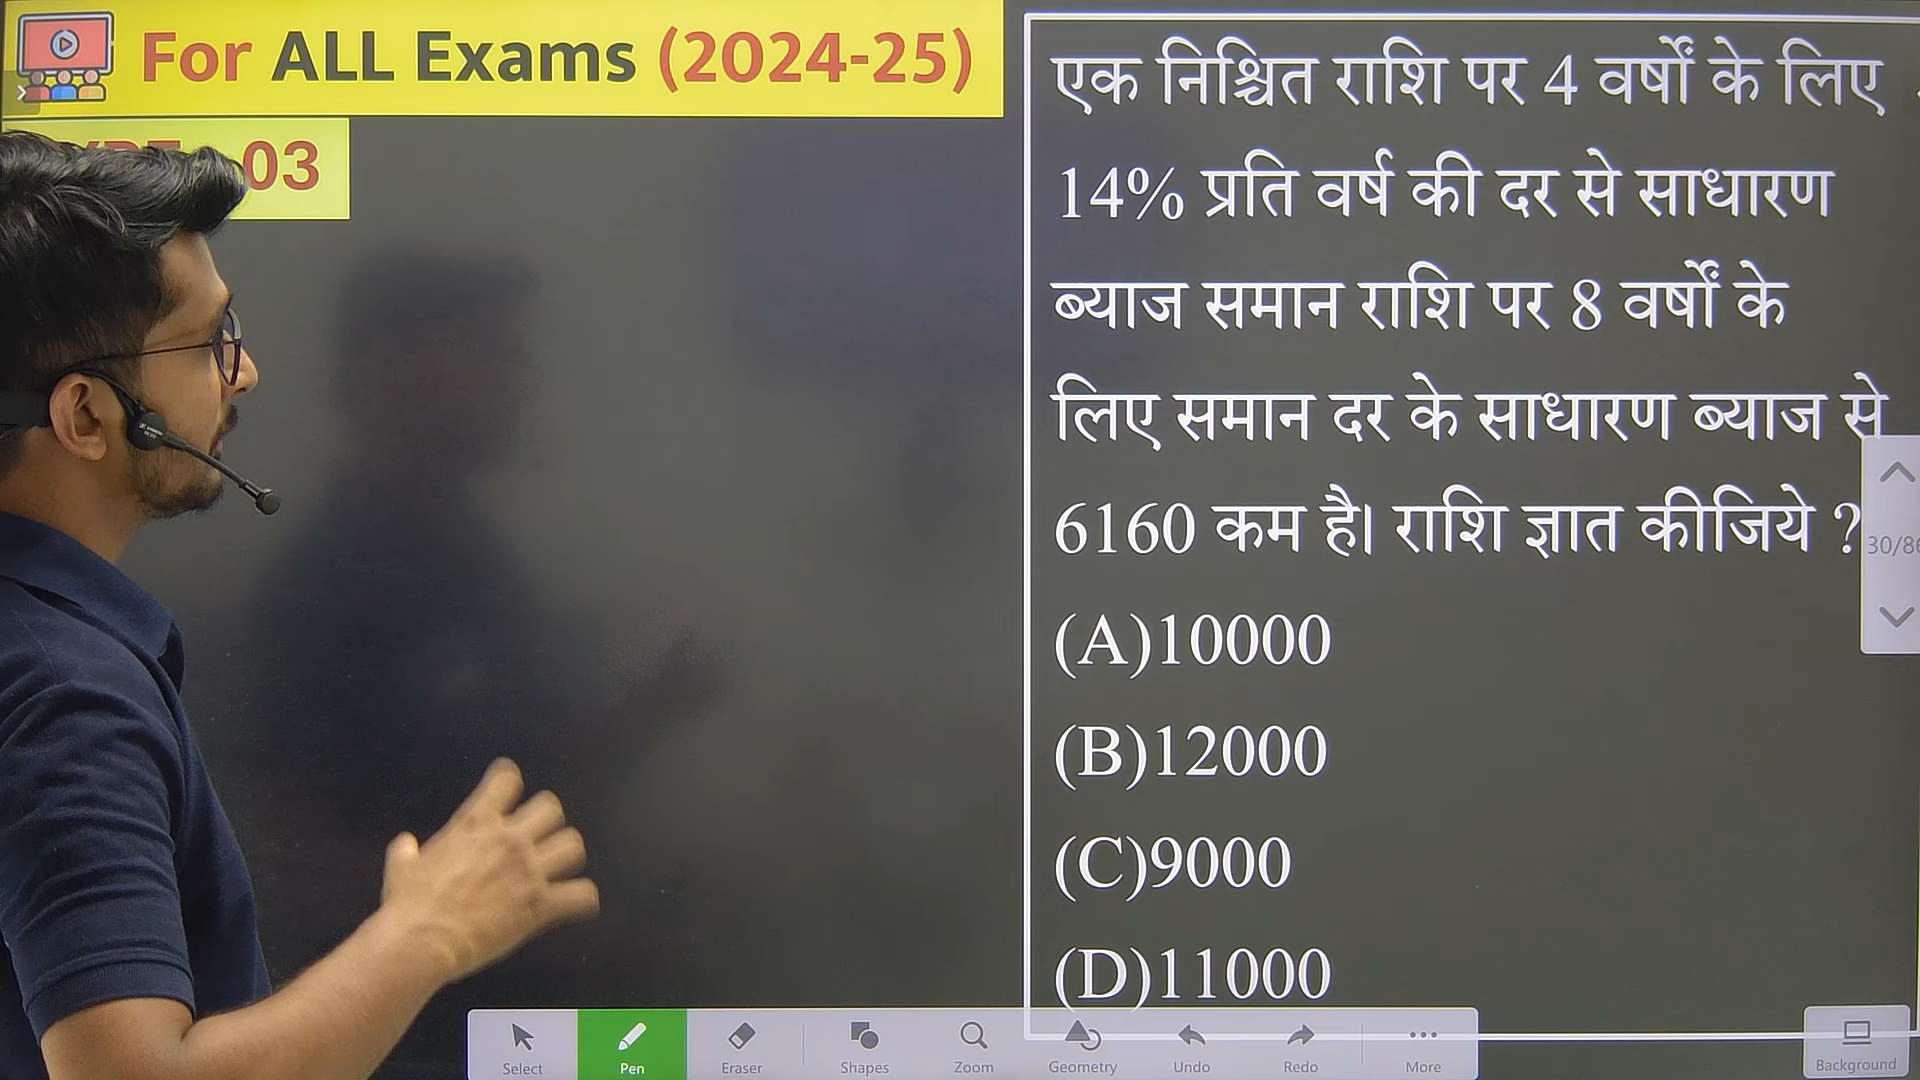 For ALL Exams (2024-25)
03
एक निश्चित राशि पर 4 वर्षों के लिए
14% प्रति वर्ष की दर से साधारण
ब्याज समान राशि पर 8 वर्षों के
लिए समान दर के साधारण ब्याज से
6160 कम है। राशि ज्ञात कीजिये ?
30/86
(A)10000
(B)12000
(C)9000
(D)11000
Select Pen Eraser Shapes Zoom Geometry Undo Redo More Background